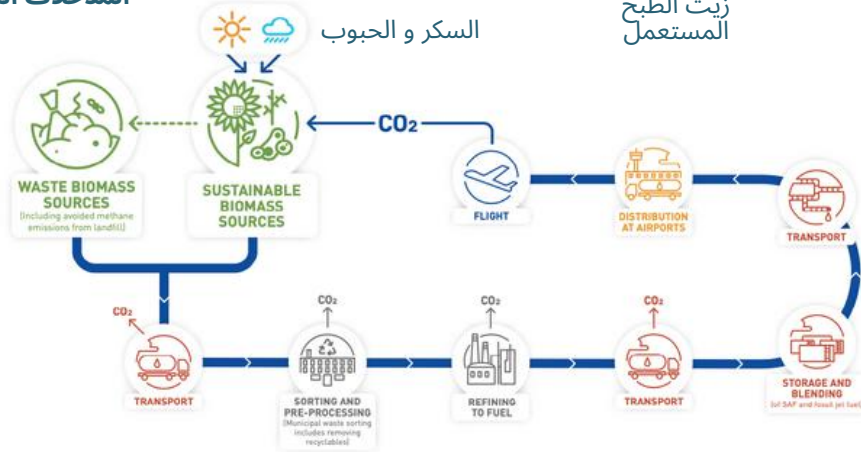 زيت الطبخ
المستعمل
السكر و الحبوب
CO₂
WASTE BIOMASS
SOURCES
(Including avoided methane
emissions from landfill)
SUSTAINABLE
BIOMASS
SOURCES
FLIGHT
DISTRIBUTION
AT AIRPORTS
TRANSPORT
CO₂
TRANSPORT
CO₂
SORTING AND
PRE-PROCESSING
(Municipal waste sorting
includes removing
recyclables)
CO₂
REFINING
TO FUEL
CO₂
TRANSPORT
STORAGE AND
BLENDING
(of SAF and fossil jet fuel)